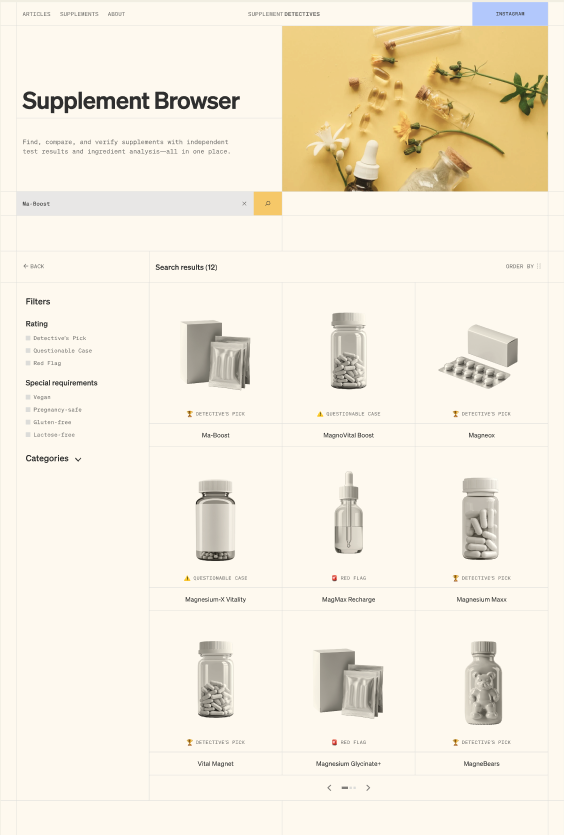 ARTICLES SUPPLEMENTS ABOUT SUPPLEMENTDETECTIVES INSTAGRAM
Supplement Browser
Find, compare, and verify supplements with independent
test results and ingredient analysis—all in one place.
Ma-Boost
BACK
Search results (12)
ORDER BY
Filters
Rating
Detective's Pick
Questionable Case
Red Flag
Special requirements
Vegan
Pregnancy-safe
Gluten-free
Lactose-free
Categories
DETECTIVE'S PICK QUESTIONABLE CASE DETECTIVE'S PICK
Ma-Boost MagnoVital Boost Magneox
QUESTIONABLE CASE RED FLAG DETECTIVE'S PICK
Magnesium-X Vitality MagMax Recharge Magnesium Maxx
DETECTIVE'S PICK RED FLAG DETECTIVE'S PICK
Vital Magnet Magnesium Glycinate+ MagneBears